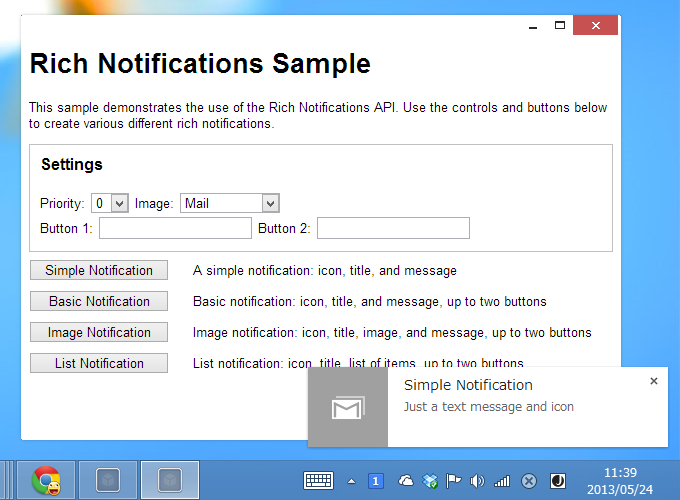 Rich Notifications Sample
This sample demonstrates the use of the Rich Notifications API. Use the controls and buttons below
to create various different rich notifications.
Settings
Priority: 0 Image: Mail
Button 1: Button 2:
Simple Notification A simple notification: icon, title, and message
Basic Notification Basic notification: icon, title, and message, up to two buttons
Image Notification Image notification: icon, title, image, and message, up to two buttons
List Notification List notification: icon, title, list of items, up to two buttons
Simple Notification
Just a text message and icon
1
11:39
2013/05/24